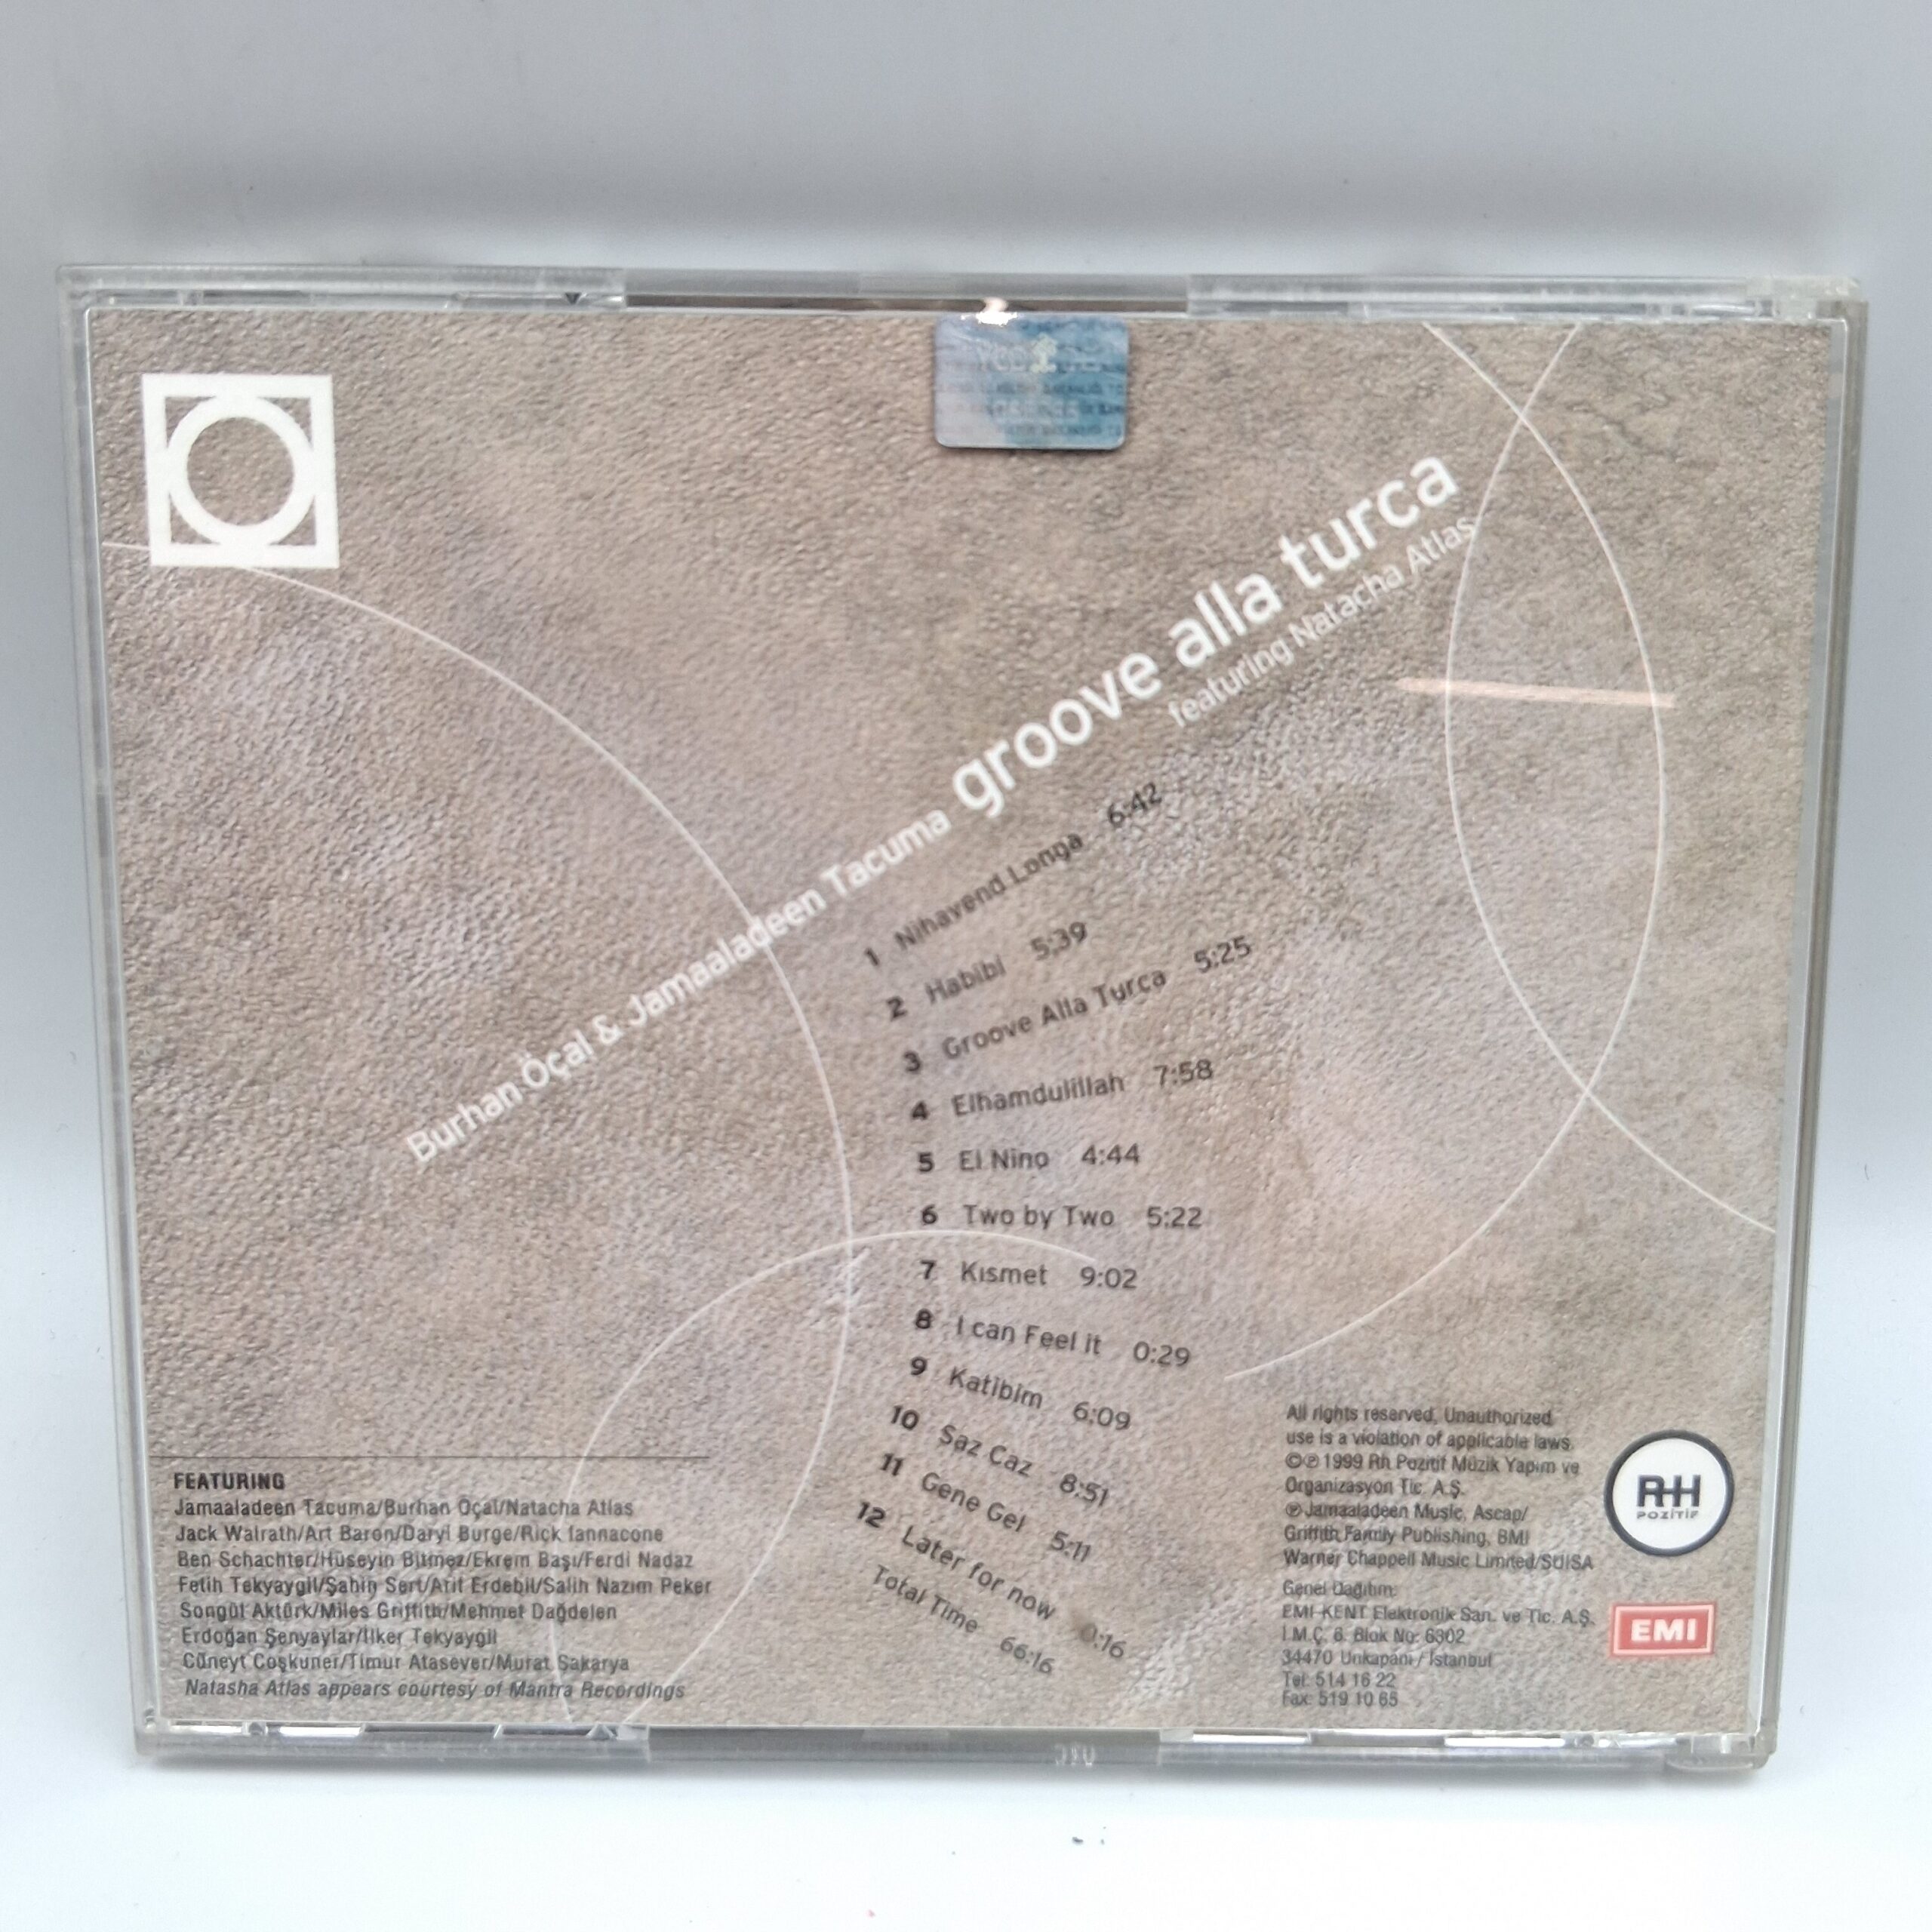 Burhan Öçal & Jamaaladeen Tacuma groove alla turca
featuring Natacha Atlas
1 Nihavend Longa 6:42
2 Habibi 5:39
3 Groove Alla Turca 5:25
4 Elhamdulillah 7:58
5 El Nino 4:44
6 Two by Two 5:22
7 Kısmet 9:02
8 I can Feel it 0:29
9 Katibim 6:09
10 Saz Caz 8:51
11 Gene Gel 5:11
12 Later for now 0:16
Total Time 66:16
FEATURING
Jamaaladeen Tacuma/Burhan Öçal/Natacha Atlas
Jack Walrath/Art Baron/Daryl Burge/Rick Iannacone
Ben Schachter/Hüseyin Bitmez/Ekrem Başı/Ferdi Nadaz
Fetih Tekyaygil/Şahin Sert/Arif Erdebil/Salih Nazım Peker
Songül Aktürk/Miles Griffith/Mehmet Dağdelen
Erdoğan Şenyaylar/İlker Tekyaygil
Cüneyt Coşkuner/Timur Atasever/Murat Sakarya
Natasha Atlas appears courtesy of Mantra Recordings
All rights reserved, Unauthorized
use is a violation of applicable laws.
©℗ 1999 Rh Pozitif Müzik Yapım ve
Organizasyon Tic. A.Ş.
℗ Jamaaladeen Music, Ascap/
Griffith Family Publishing, BMI
Warner Chappell Music Limited/SUISA
Genel Dağıtım:
EMI-KENT Elektronik San. ve Tic. A.Ş.
İ.M.Ç. 6. Blok No: 6302
34470 Unkapanı / İstanbul
Tel: 514 16 22
Fax: 519 10 65
RH
POZİTİF
EMI